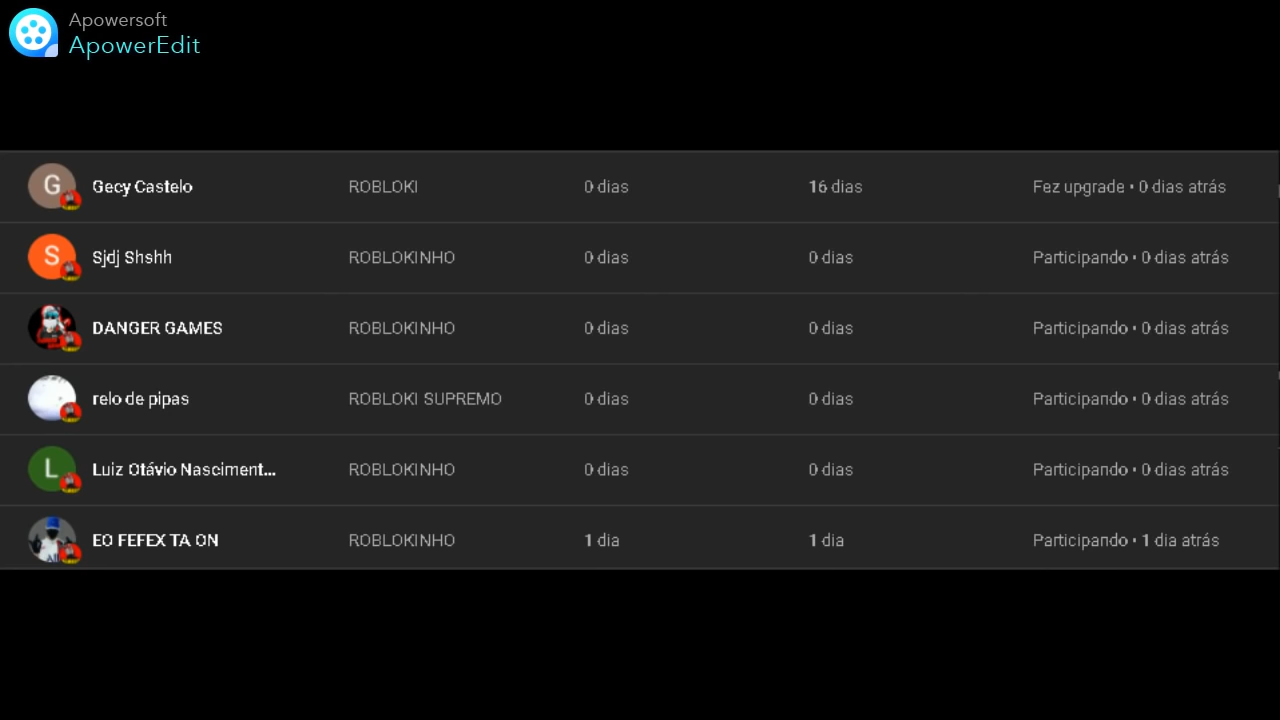 Apowersoft
ApowerEdit
G Gecy Castelo ROBLOKI 0 dias 16 dias Fez upgrade • 0 dias atrás
S Sjdj Shshh ROBLOKINHO 0 dias 0 dias Participando • 0 dias atrás
DANGER GAMES ROBLOKINHO 0 dias 0 dias Participando • 0 dias atrás
relo de pipas ROBLOKI SUPREMO 0 dias 0 dias Participando • 0 dias atrás
L Luiz Otávio Nasciment... ROBLOKINHO 0 dias 0 dias Participando • 0 dias atrás
EO FEFEX TA ON ROBLOKINHO 1 dia 1 dia Participando • 1 dia atrás